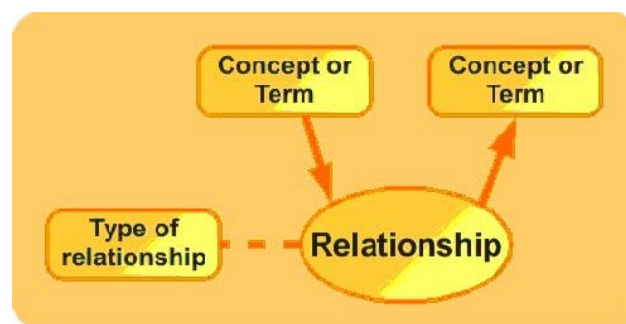 Concept or
Term
Concept or
Term
Type of
relationship
Relationship